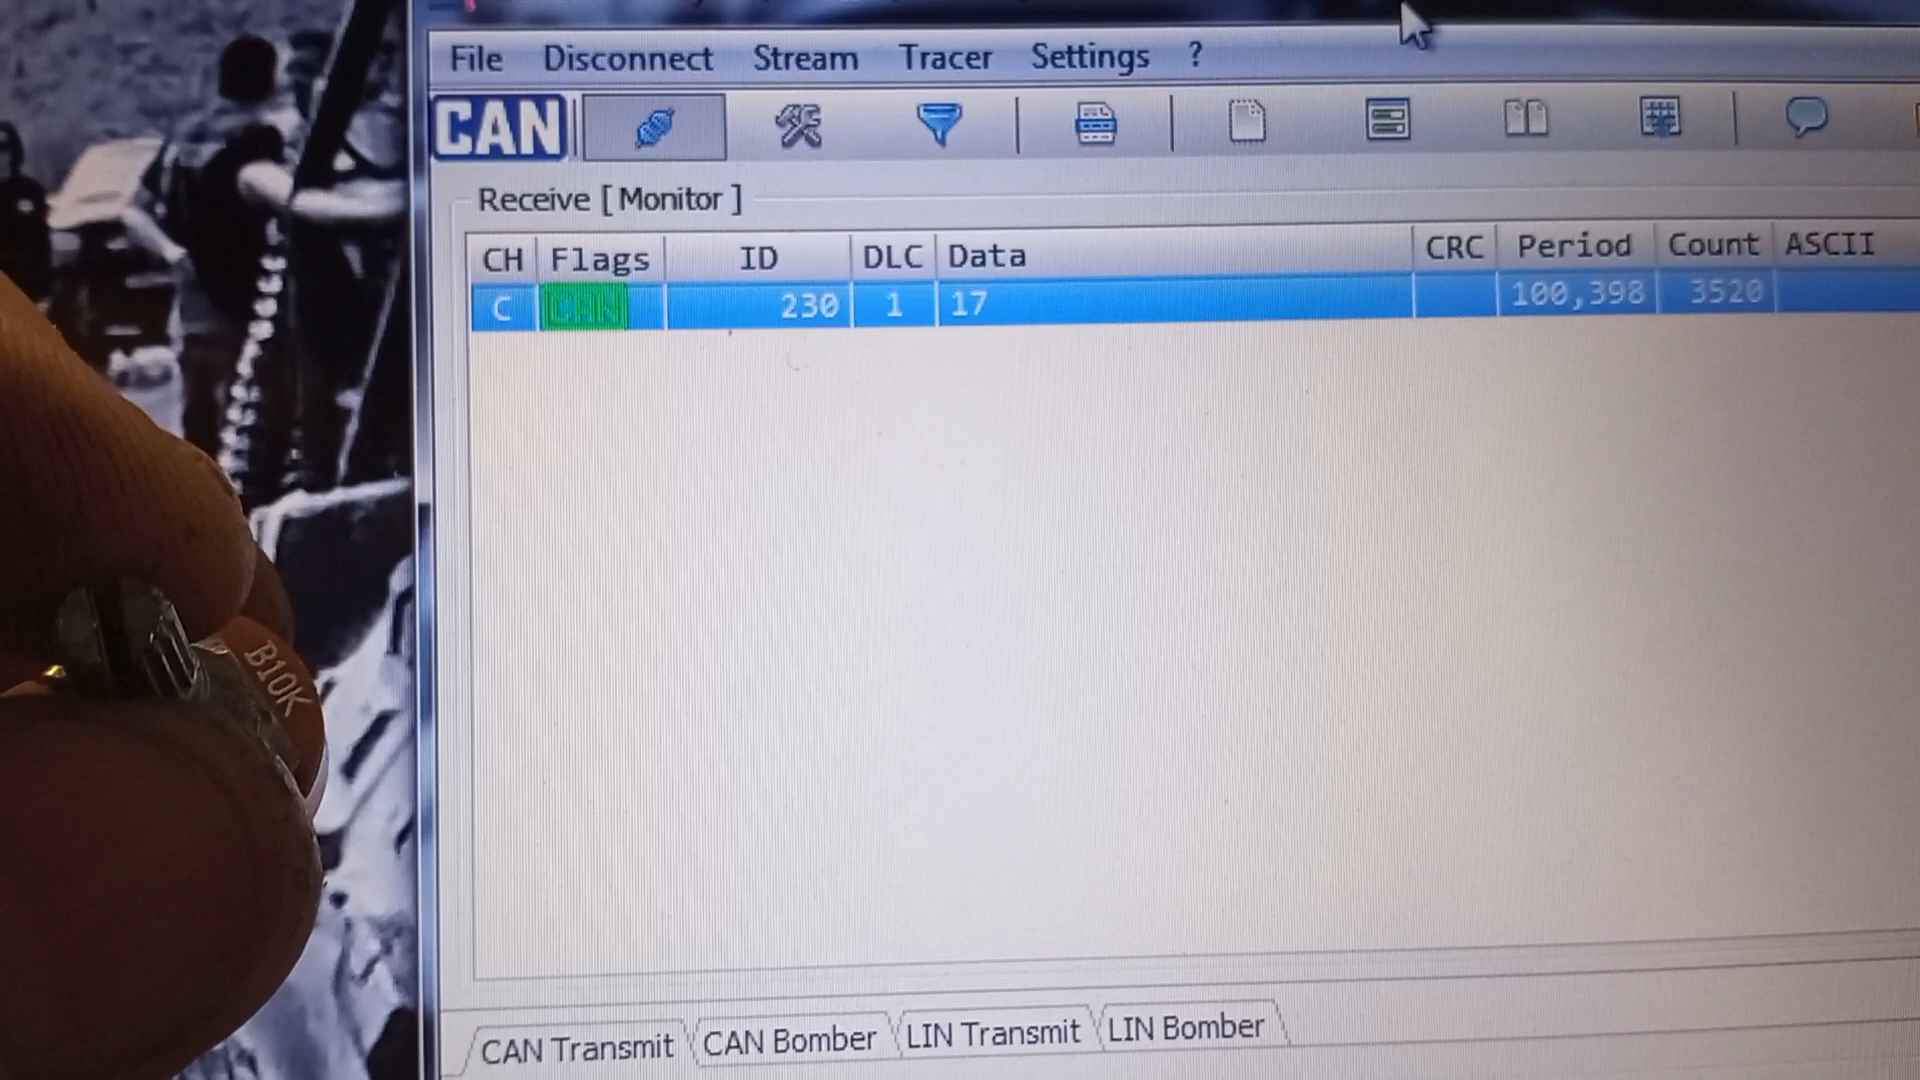 File Disconnect Stream Tracer Settings ?
CAN
Receive [ Monitor ]
CH Flags ID DLC Data CRC Period Count ASCII
C CHN 230 1 17 100,398 3520
B10K
CAN Transmit CAN Bomber LIN Transmit LIN Bomber